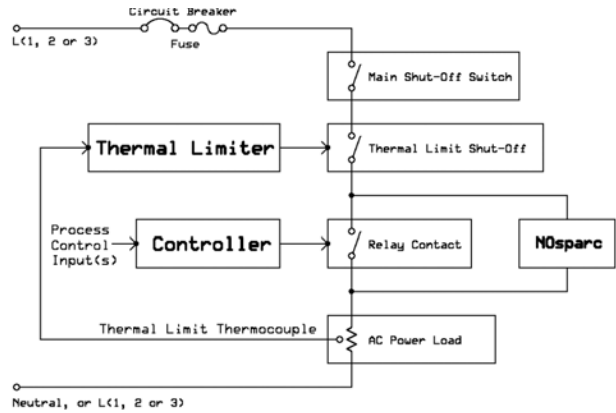 Circuit Breaker
L(1, 2 or 3)
Fuse
Main Shut-Off Switch
Thermal Limiter
Thermal Limit Shut-Off
Process
Control
Input(s)
Controller
Relay Contact
NOsparc
Thermal Limit Thermocouple
AC Power Load
Neutral, or L(1, 2 or 3)